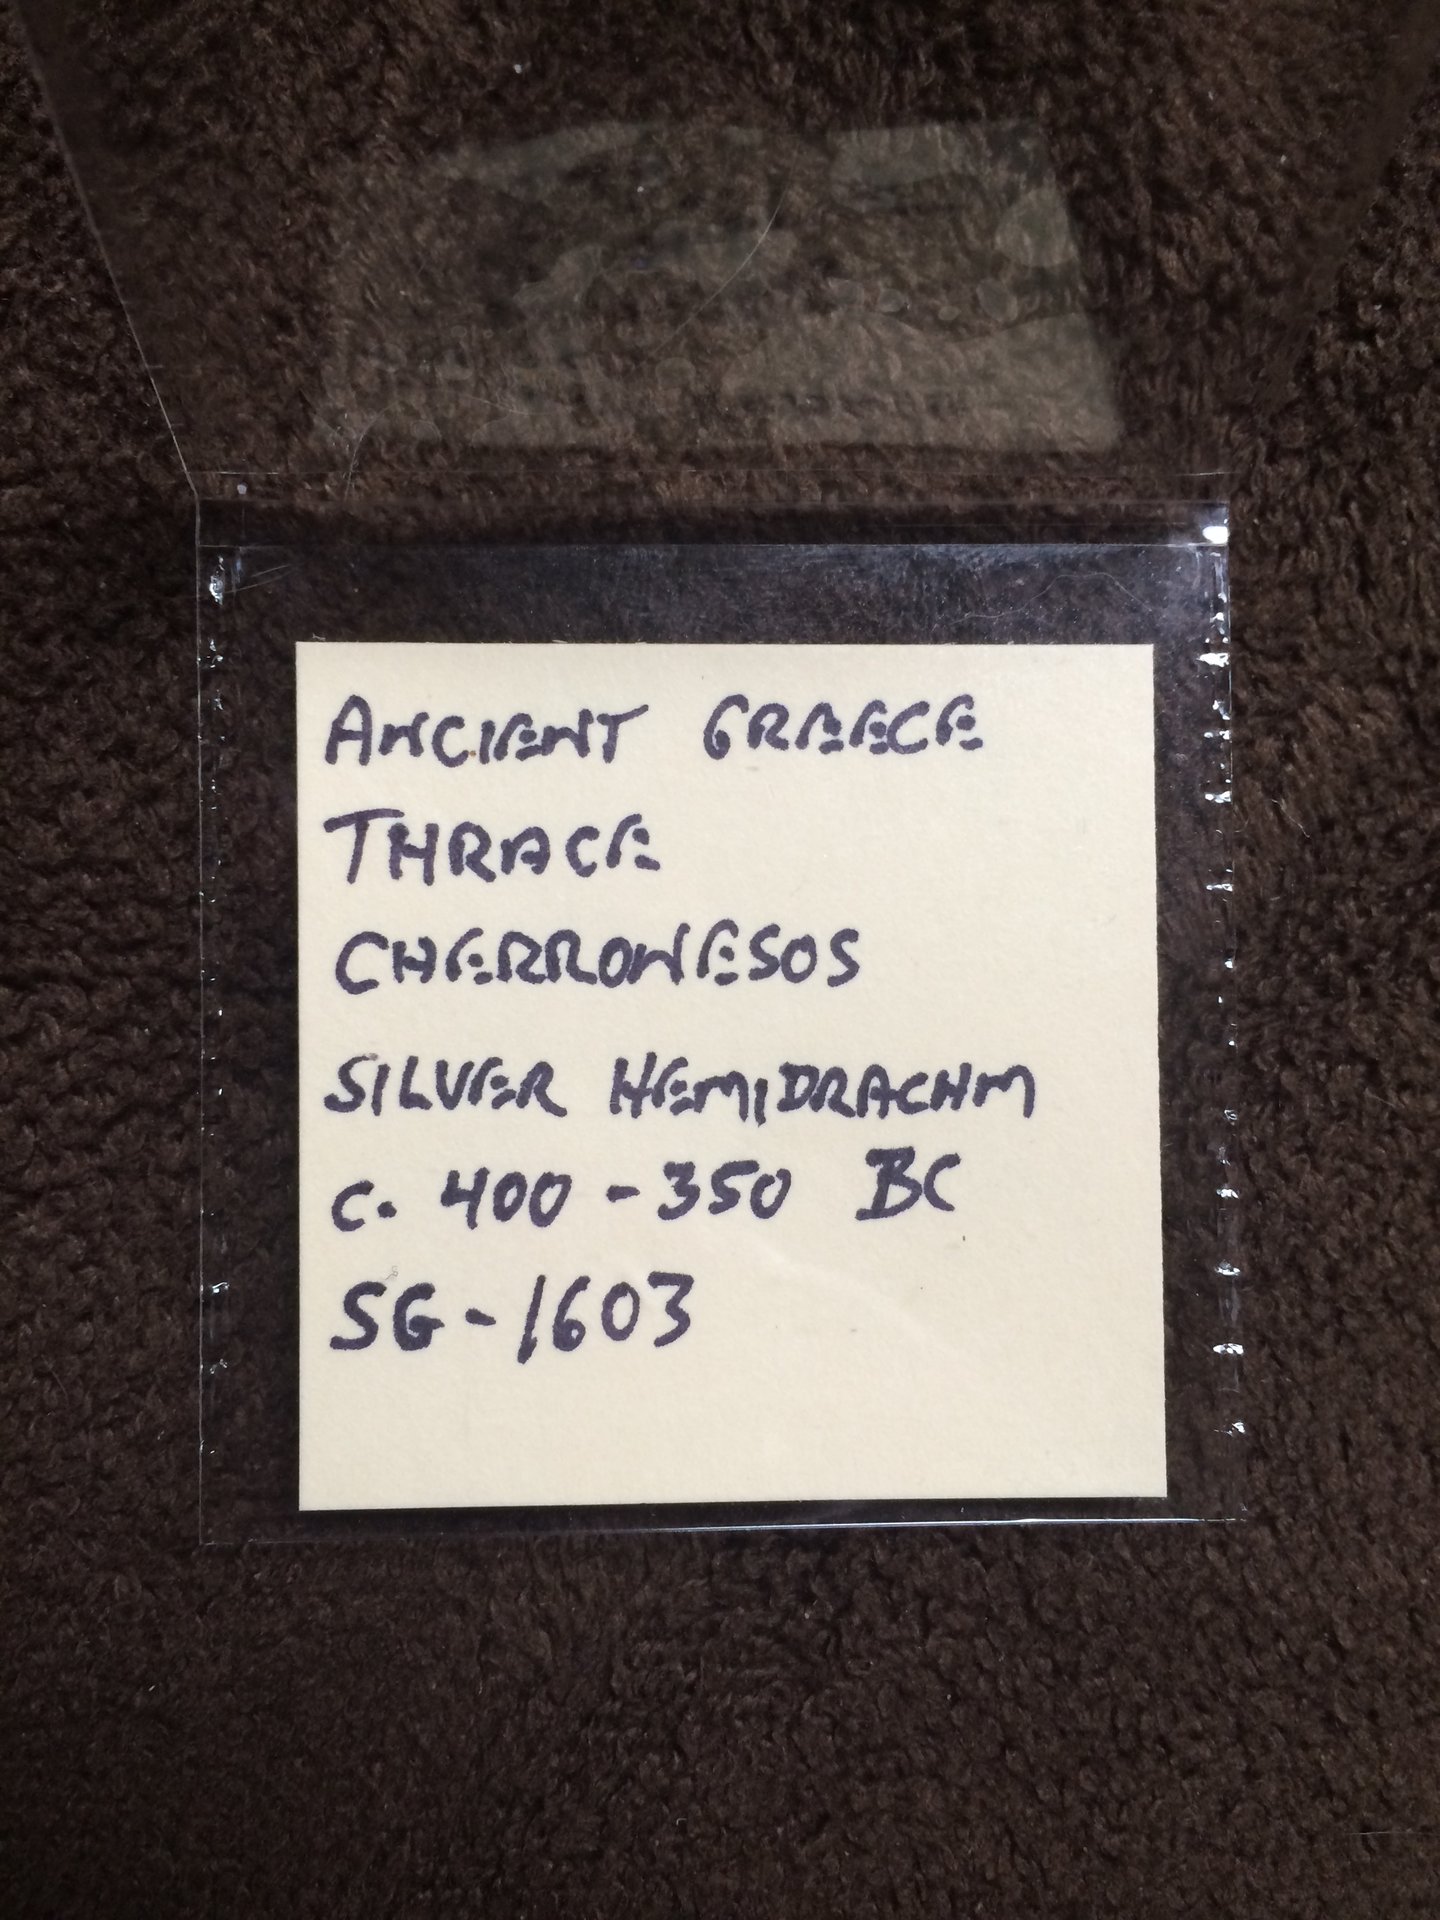 ANCIENT GREECE
THRACE
CHERRONESOS
SILVER HEMIDRACHM
C. 400 - 350 BC
SG - 1603